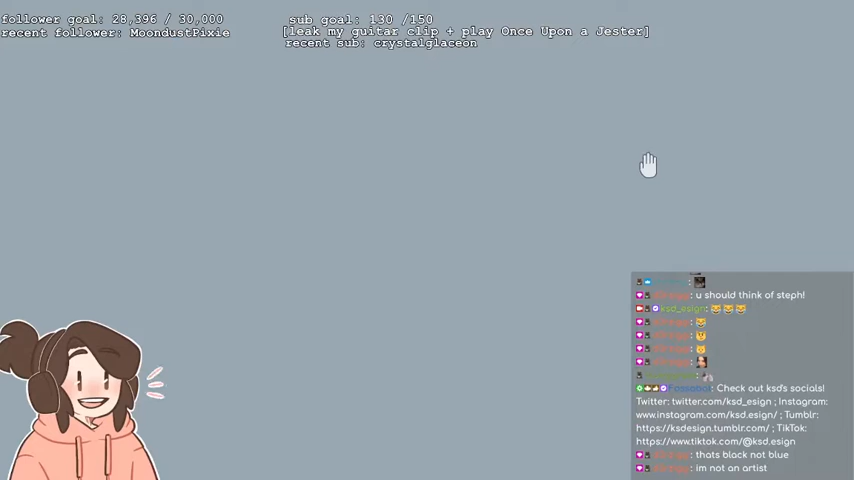 follower goal: 28,396 / 30,000
recent follower: MoondustPixie
sub goal: 130 /150
[leak my guitar clip + play Once Upon a Jester]
recent sub: crystalglaceon
: u should think of steph!
ksd_esign:
: Check out ksd's socials!
Twitter: twitter.com/ksd_esign ; Instagram:
www.instagram.com/ksd.esign/ ; Tumblr:
https://ksdesign.tumblr.com/ ; TikTok:
https://www.tiktok.com/@ksd.esign
: thats black not blue
: im not an artist